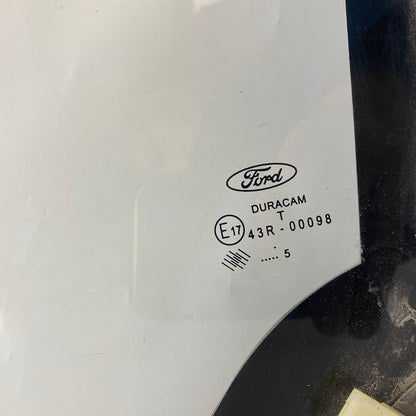 Ford
DURACAM
T
E17 43R-00098
.
..... 5